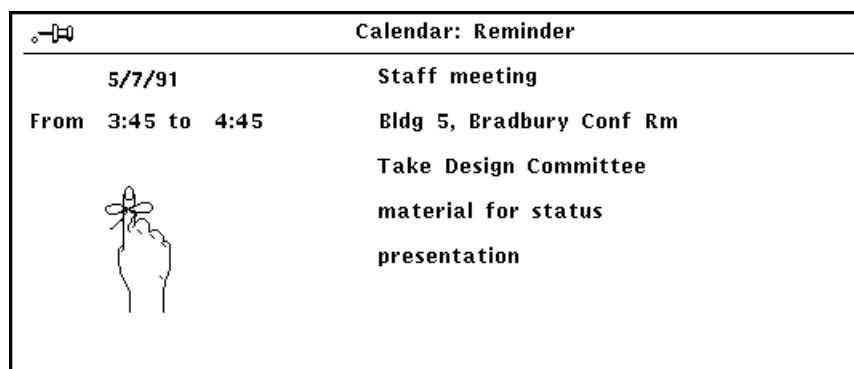 Calendar: Reminder
5/7/91 Staff meeting
From 3:45 to 4:45 Bldg 5, Bradbury Conf Rm
Take Design Committee
material for status
presentation